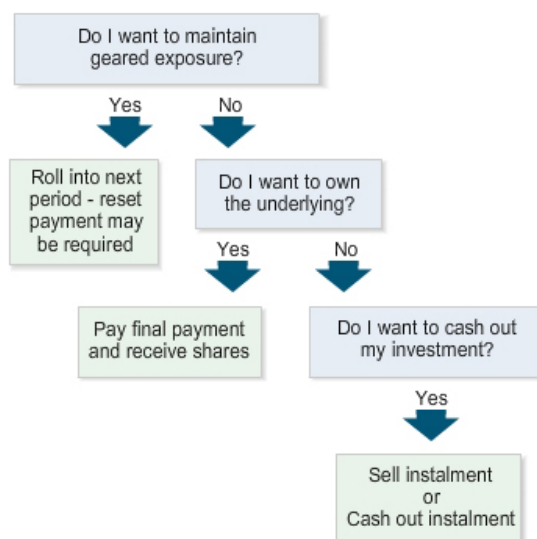 Do I want to maintain
geared exposure?
Yes
No
Roll into next
period - reset
payment may
be required
Do I want to own
the underlying?
Yes
No
Pay final payment
and receive shares
Do I want to cash out
my investment?
Yes
Sell instalment
or
Cash out instalment